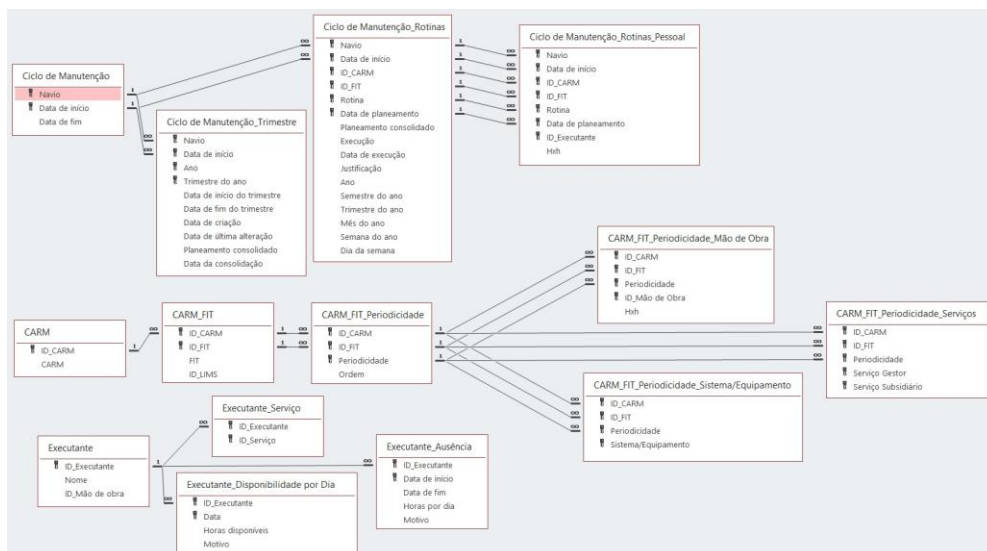 Ciclo de Manutenção
Navio
Data de início
Data de fim
Ciclo de Manutenção_Trimestre
Navio
Data de início
Ano
Trimestre do ano
Data de início do trimestre
Data de fim do trimestre
Data de criação
Data de última alteração
Planeamento consolidado
Data da consolidação
Ciclo de Manutenção_Rotinas
Navio
Data de início
ID_CARM
ID_FIT
Rotina
Data de planeamento
Planeamento consolidado
Execução
Data de execução
Justificação
Ano
Semestre do ano
Trimestre do ano
Mês do ano
Semana do ano
Dia da semana
Ciclo de Manutenção_Rotinas_Pessoal
Navio
Data de início
ID_CARM
ID_FIT
Rotina
Data de planeamento
ID_Executante
Hxh
CARM
ID_CARM
CARM
CARM_FIT
ID_CARM
ID_FIT
FIT
ID_LIMS
CARM_FIT_Periodicidade
ID_CARM
ID_FIT
Periodicidade
Ordem
CARM_FIT_Periodicidade_Mão de Obra
ID_CARM
ID_FIT
Periodicidade
ID_Mão de Obra
Hxh
CARM_FIT_Periodicidade_Serviços
ID_CARM
ID_FIT
Periodicidade
Serviço Gestor
Serviço Subsidiário
CARM_FIT_Periodicidade_Sistema/Equipamento
ID_CARM
ID_FIT
Periodicidade
Sistema/Equipamento
Executante
ID_Executante
Nome
ID_Mão de obra
Executante_Serviço
ID_Executante
ID_Serviço
Executante_Disponibilidade por Dia
ID_Executante
Data
Horas disponíveis
Motivo
Executante_Ausência
ID_Executante
Data de início
Data de fim
Horas por dia
Motivo